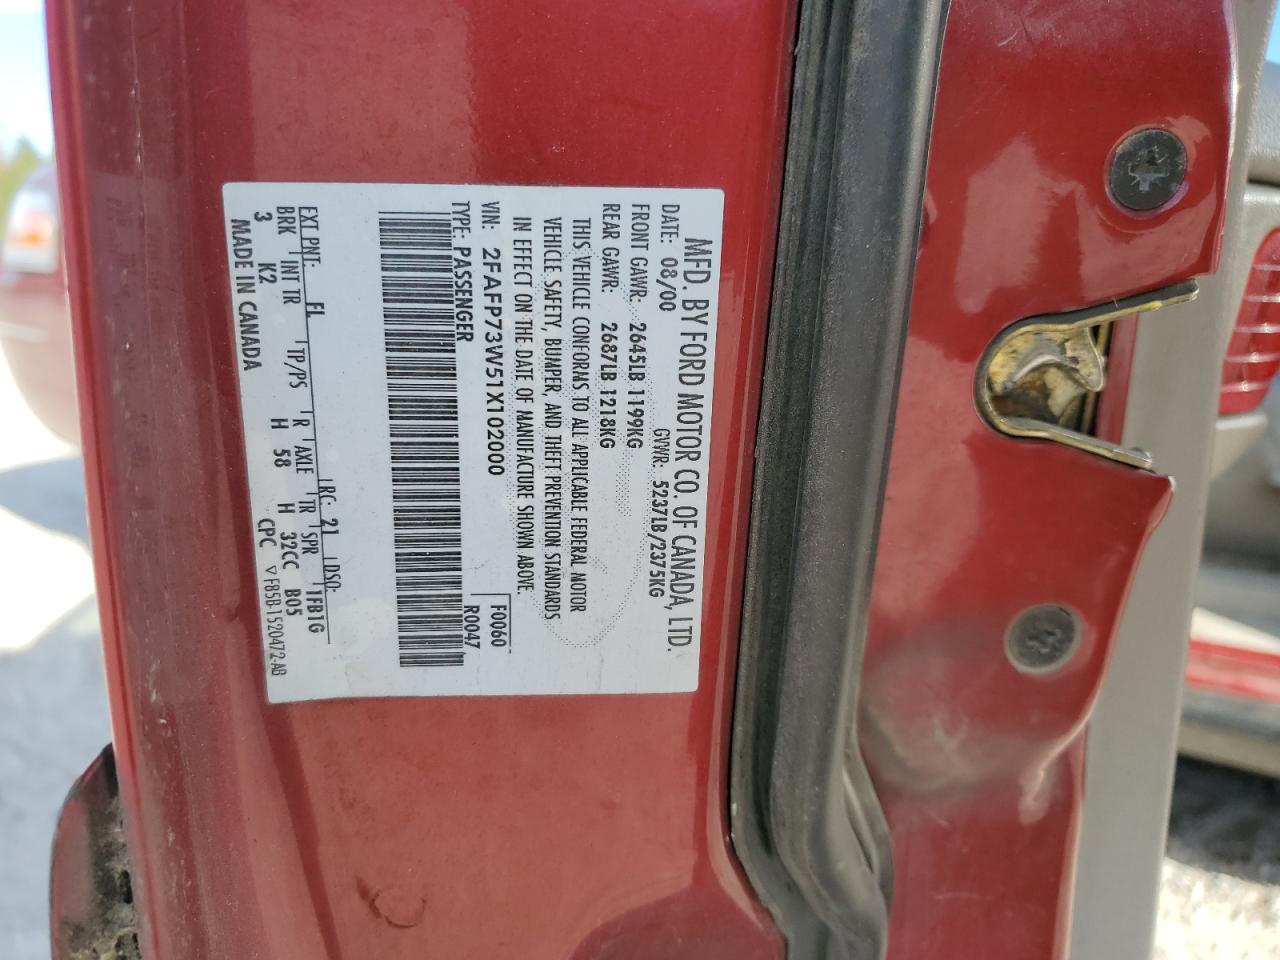 MFD. BY FORD MOTOR CO. OF CANADA, LTD.
DATE: 08/00 GVWR: 5237LB/2375KG
FRONT GAWR: 2645LB 1199KG
REAR GAWR: 2687LB 1218KG
THIS VEHICLE CONFORMS TO ALL APPLICABLE FEDERAL MOTOR
VEHICLE SAFETY, BUMPER, AND THEFT PREVENTION STANDARDS
IN EFFECT ON THE DATE OF MANUFACTURE SHOWN ABOVE.
VIN: 2FAFP73W51X102000 F0060
TYPE: PASSENGER R0047
EXT PNT: FL RC: 21 DSO: 1FB1G
BRK INT TR TP/PS R AXLE TR SPR
3 K2 H 58 H 32CC B05
MADE IN CANADA CPC ▽ F85B-1520472-AB